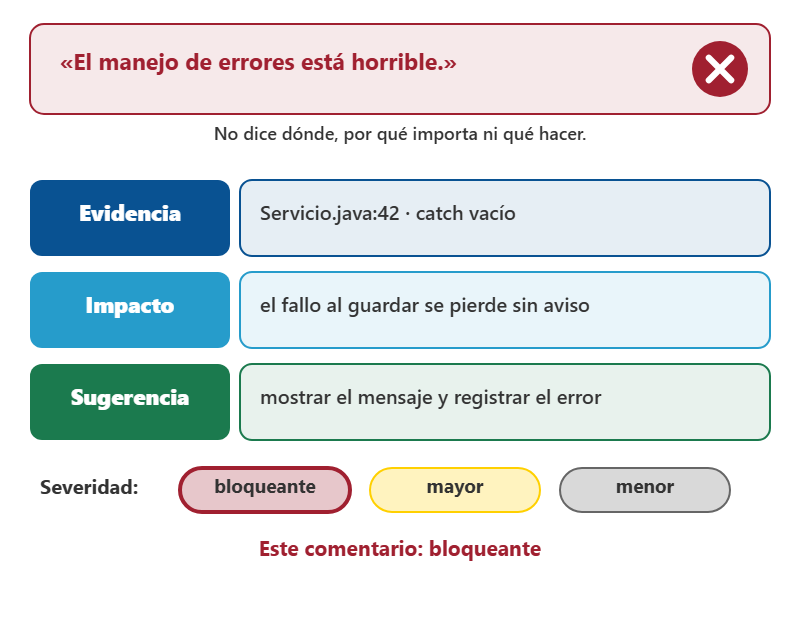 «El manejo de errores está horrible.»
No dice dónde, por qué importa ni qué hacer.
Evidencia
Servicio.java:42 · catch vacío
Impacto
el fallo al guardar se pierde sin aviso
Sugerencia
mostrar el mensaje y registrar el error
Severidad: bloqueante mayor menor
Este comentario: bloqueante